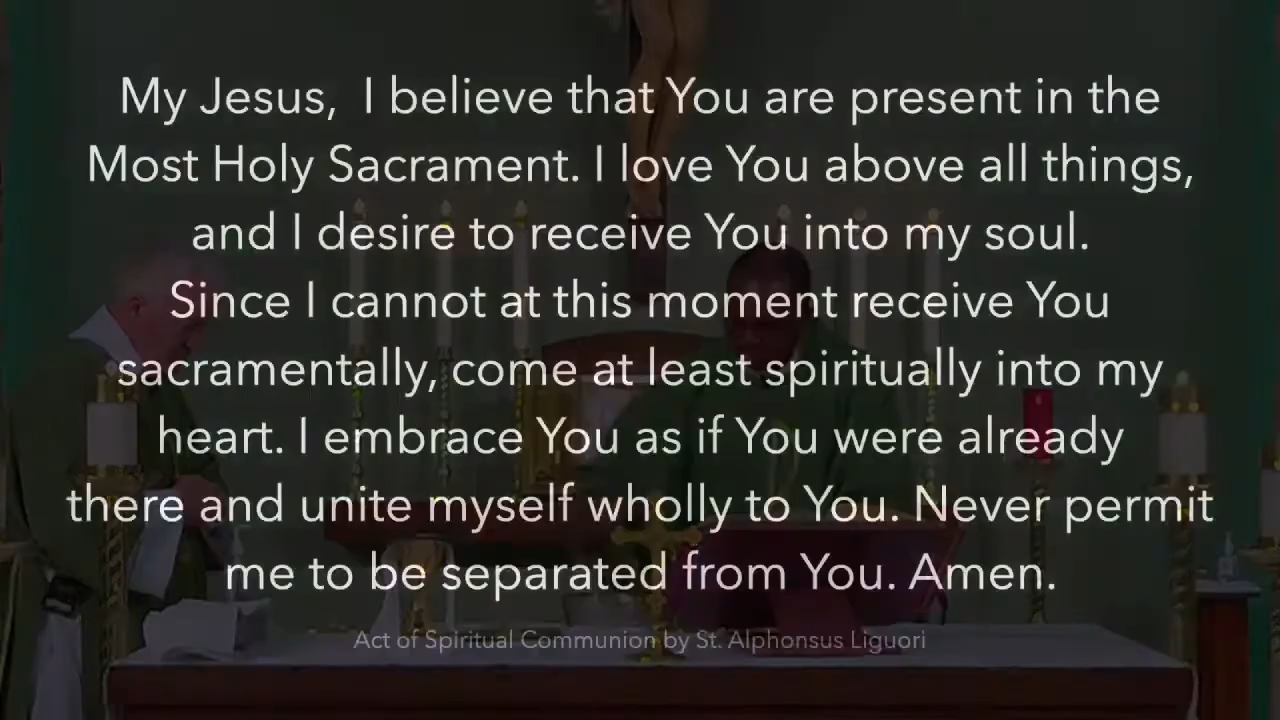 My Jesus,  I believe that You are present in the
Most Holy Sacrament. I love You above all things,
and I desire to receive You into my soul.
Since I cannot at this moment receive You
sacramentally, come at least spiritually into my
heart. I embrace You as if You were already
there and unite myself wholly to You. Never permit
me to be separated from You. Amen.
Act of Spiritual Communion by St. Alphonsus Liguori